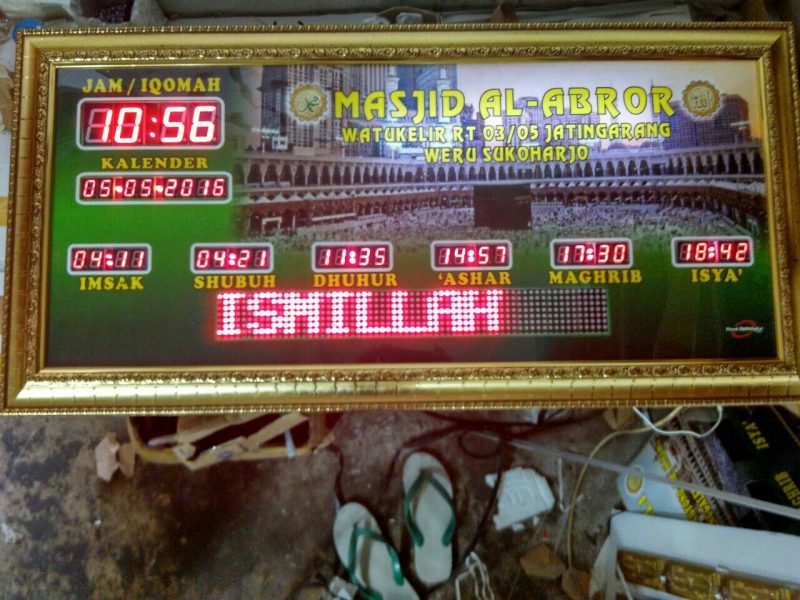 JAM / IQOMAH
10:56
KALENDER
05-05-2016
MASJID AL-ABROR
WATUKELIR RT 03/05 JATINGARANG
WERU SUKOHARJO
04:11 04:21 11:35 14:57 17:30 18:42
IMSAK SHUBUH DHUHUR 'ASHAR MAGHRIB ISYA'
ISMILLAH
ISYA'